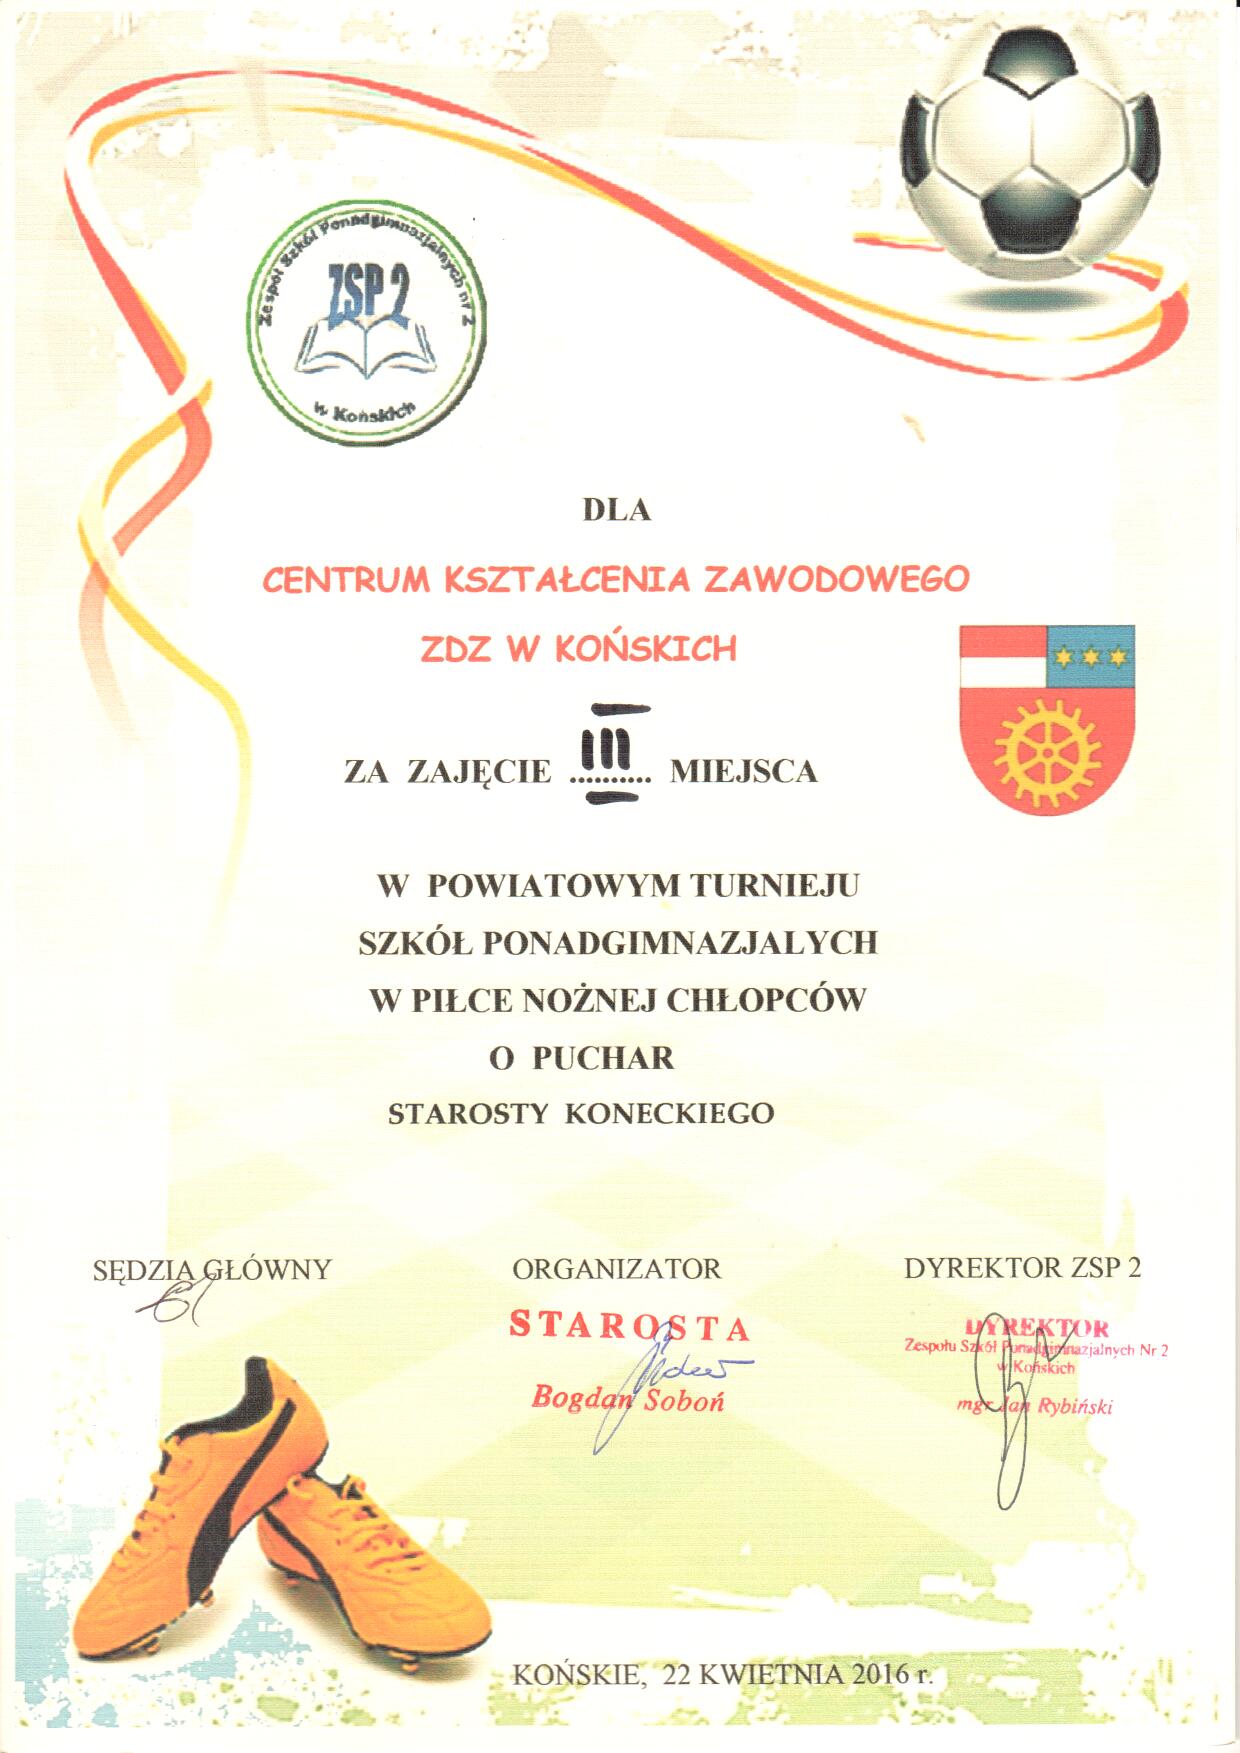 Zespół Szkół Ponadgimnazjalnych nr 2
ZSP 2
w Końskich
DLA
CENTRUM KSZTAŁCENIA ZAWODOWEGO
ZDZ W KOŃSKICH
ZA ZAJĘCIE III MIEJSCA
W POWIATOWYM TURNIEJU
SZKÓŁ PONADGIMNAZJALYCH
W PIŁCE NOŻNEJ CHŁOPCÓW
O PUCHAR
STAROSTY KONECKIEGO
SĘDZIA GŁÓWNY
ORGANIZATOR
STAROSTA
Bogdan Soboń
DYREKTOR ZSP 2
DYREKTOR
Zespołu Szkół Ponadgimnazjalnych Nr 2
w Końskich
mgr Jan Rybiński
KOŃSKIE, 22 KWIETNIA 2016 r.